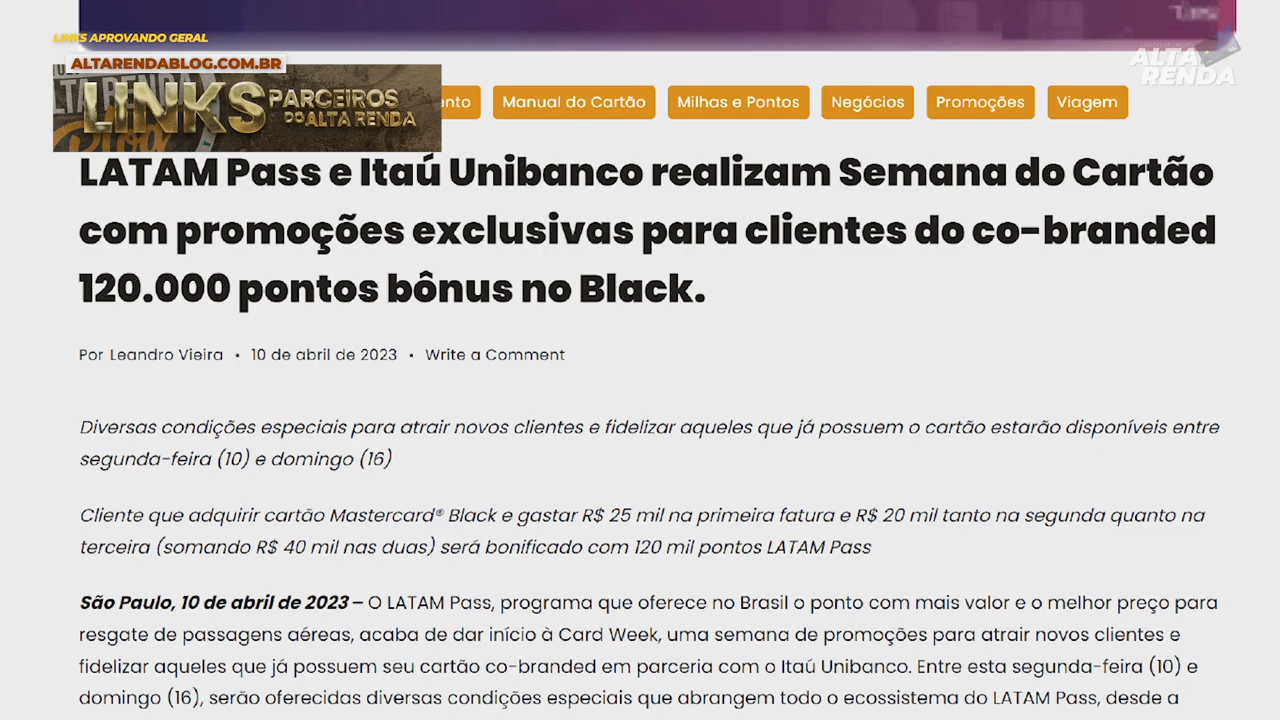 LINKS APROVANDO GERAL
ALTARENDABLOG.COM.BR
ALTA RENDA
LINKS PARCEIROS
DO ALTA RENDA
Blog
ALTA
RENDA
Manual do Cartão
Milhas e Pontos
Negócios
Promoções
Viagem
LATAM Pass e Itaú Unibanco realizam Semana do Cartão
com promoções exclusivas para clientes do co-branded
120.000 pontos bônus no Black.
Por Leandro Vieira • 10 de abril de 2023 • Write a Comment
Diversas condições especiais para atrair novos clientes e fidelizar aqueles que já possuem o cartão estarão disponíveis entre
segunda-feira (10) e domingo (16)
Cliente que adquirir cartão Mastercard® Black e gastar R$ 25 mil na primeira fatura e R$ 20 mil tanto na segunda quanto na
terceira (somando R$ 40 mil nas duas) será bonificado com 120 mil pontos LATAM Pass
São Paulo, 10 de abril de 2023 – O LATAM Pass, programa que oferece no Brasil o ponto com mais valor e o melhor preço para
resgate de passagens aéreas, acaba de dar início à Card Week, uma semana de promoções para atrair novos clientes e
fidelizar aqueles que já possuem seu cartão co-branded em parceria com o Itaú Unibanco. Entre esta segunda-feira (10) e
domingo (16), serão oferecidas diversas condições especiais que abrangem todo o ecossistema do LATAM Pass, desde a